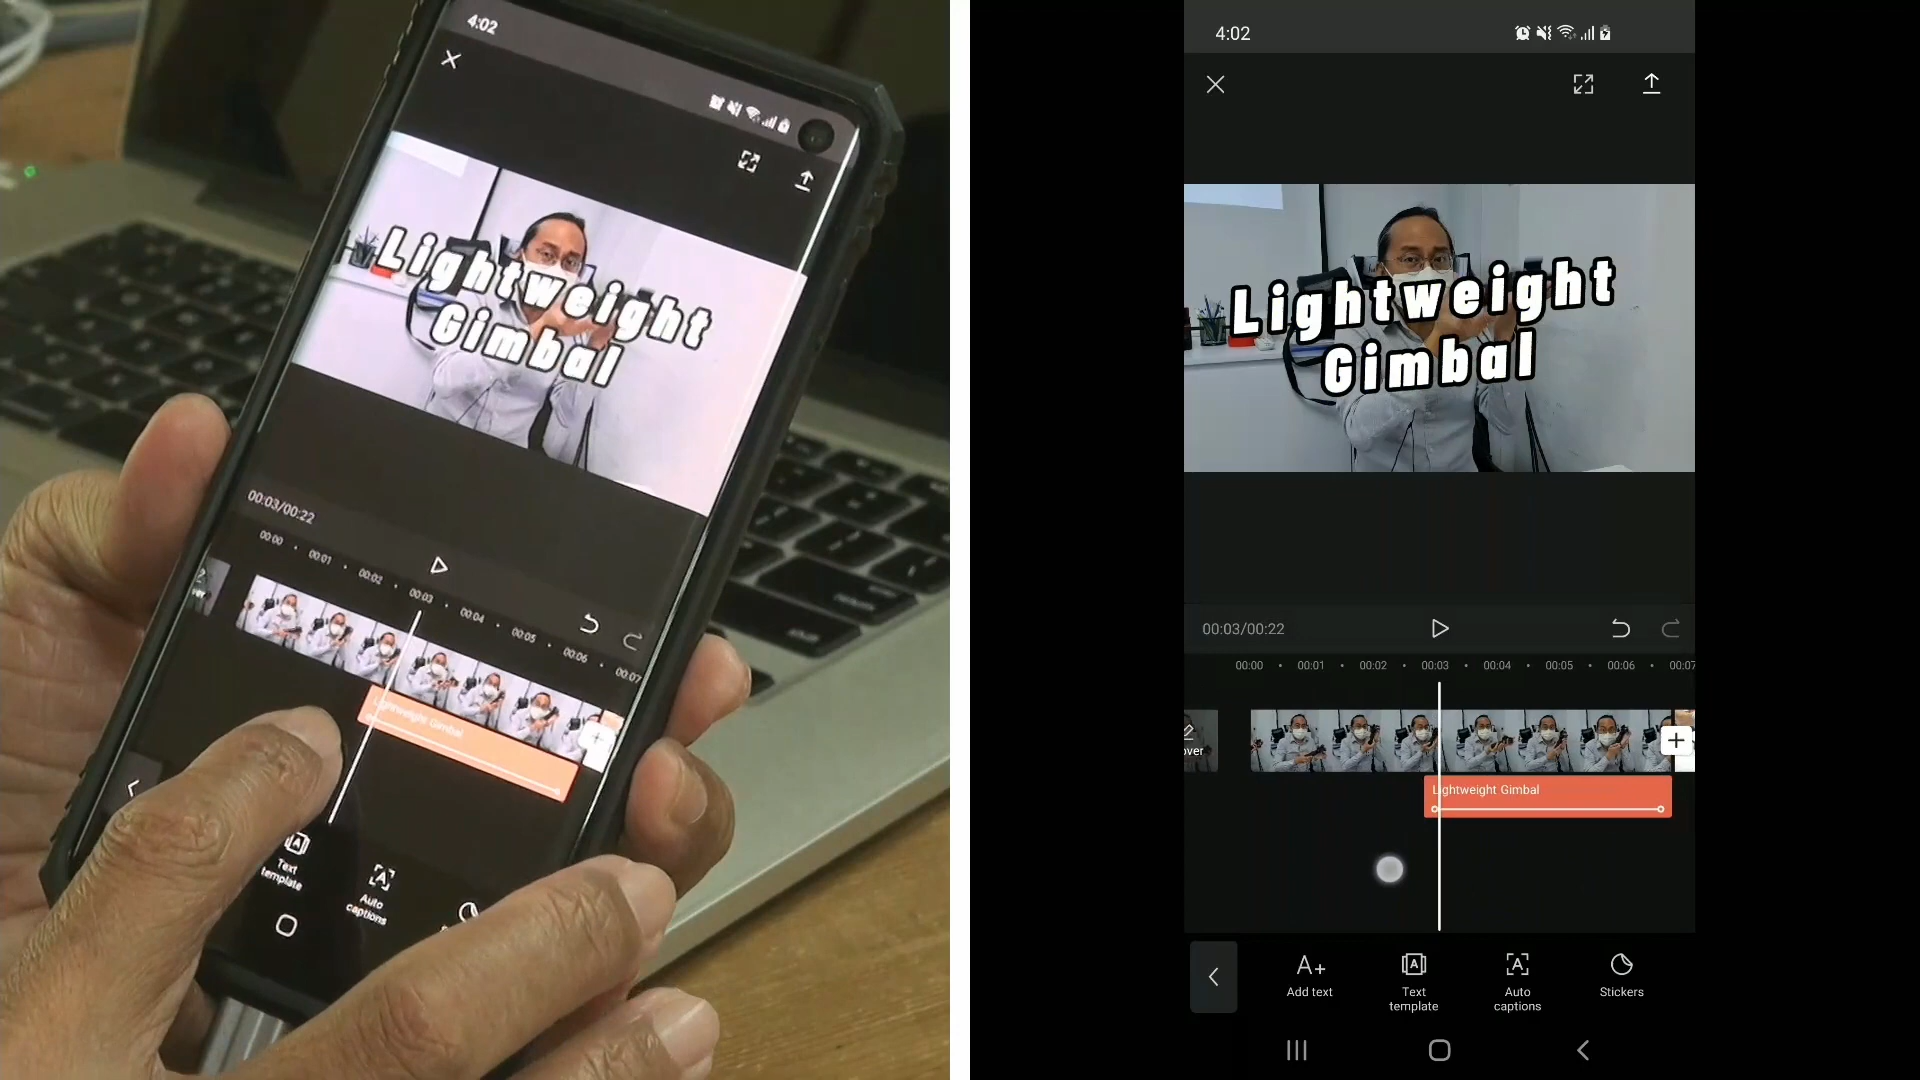 4:02
Lightweight
Gimbal
00:03/00:22
00:00 00:01 00:02 00:03 00:04 00:05 00:06 00:07
ver
Lightweight Gimbal
Text
template
Auto
captions
4:02
Lightweight
Gimbal
00:03/00:22
00:00 00:01 00:02 00:03 00:04 00:05 00:06 00:07
over
Lightweight Gimbal
A+
Add text
A
Text
template
A
Auto
captions
Stickers